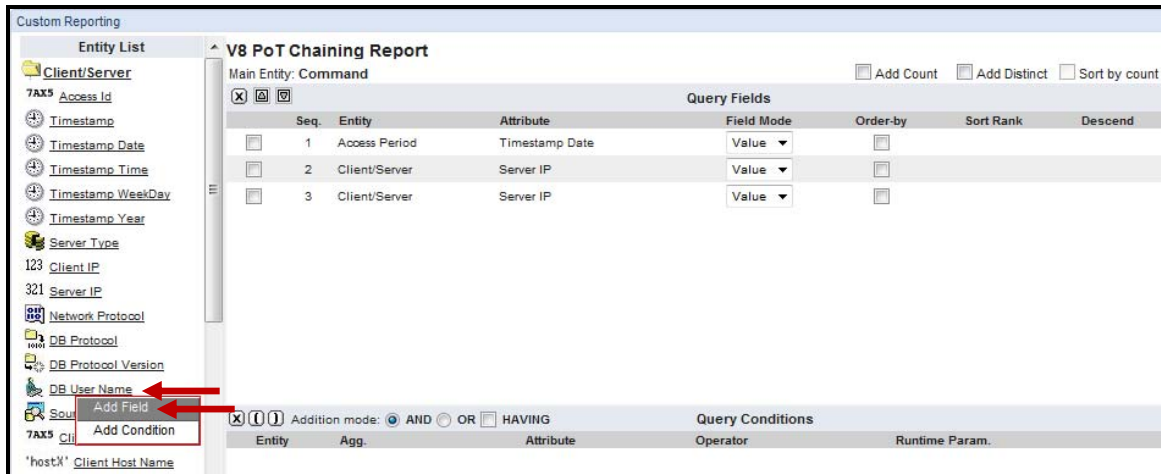 Custom Reporting
Entity List
Client/Server
7AX5 Access Id
Timestamp
Timestamp Date
Timestamp Time
Timestamp WeekDay
Timestamp Year
Server Type
123 Client IP
321 Server IP
Network Protocol
DB Protocol
DB Protocol Version
DB User Name
Sour
Add Field
7AX5 Cli
Add Condition
'hostX' Client Host Name
V8 PoT Chaining Report
Main Entity: Command Add Count Add Distinct Sort by count
X Query Fields
Seq. Entity Attribute Field Mode Order-by Sort Rank Descend
1 Access Period Timestamp Date Value
2 Client/Server Server IP Value
3 Client/Server Server IP Value
X ( ) Addition mode: AND OR HAVING Query Conditions
Entity Agg. Attribute Operator Runtime Param.